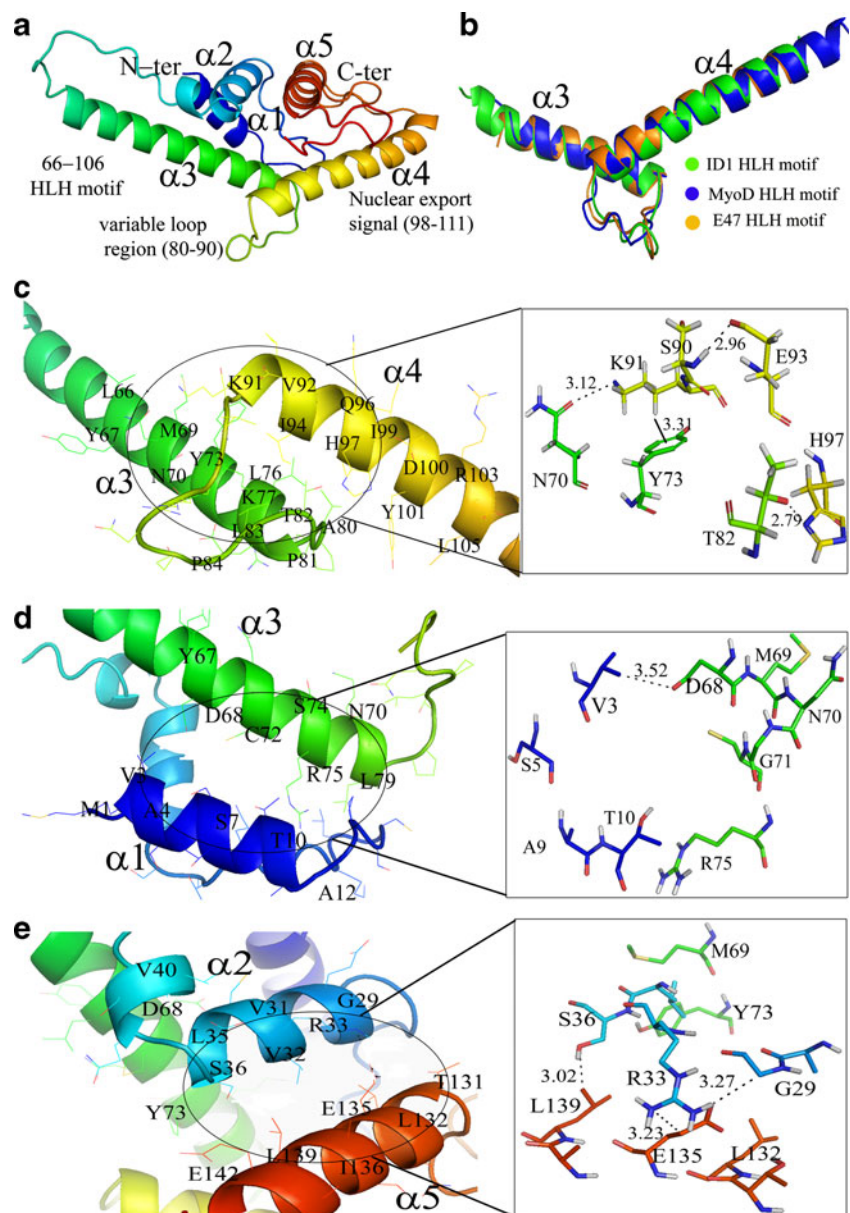 a
α2
α5
N–ter
C-ter
α1
66–106
HLH motif
α3
α4
variable loop
region (80-90)
Nuclear export
signal (98-111)
b
α4
α3
ID1 HLH motif
MyoD HLH motif
E47 HLH motif
c
L66
Y67
M69
N70
α3
Y73
K91
V92
I94
α4
Q96
H97
I99
D100
R103
L76
K77
T82
A80
L83
Y101
P84
P81
L105
S90
2.96
E93
K91
3.12
3.31
N70
Y73
H97
T82
2.79
d
α3
Y67
D68
S74
N70
C72
V3
R75
L79
M1
A4
S7
T10
α1
A12
3.52
M69
D68
V3
N70
G71
S5
T10
A9
R75
e
V40
α2
D68
V31
G29
L35
R33
V32
S36
T131
Y73
E135
L132
L139
E142
I136
α5
M69
S36
Y73
3.02
R33
3.27
G29
L139
3.23
E135
L132